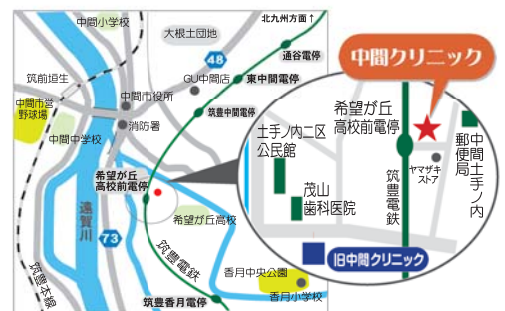 北九州方面↑
中間小学校
大根土団地
通谷電停
48
中間クリニック
筑前垣生
GU中間店
東中間電停
中間市営
野球場
中間市役所
筑豊中間電停
消防署
中間中学校
希望が丘
高校前電停
土手ノ内二区
公民館
中間土手ノ内
郵便局
ヤマザキ
ストア
希望が丘
高校前電停
茂山
歯科医院
筑豊電鉄
遠賀川
希望が丘高校
73
旧中間クリニック
筑豊電鉄
香月中央公園
筑豊本線
筑豊香月電停
香月小学校